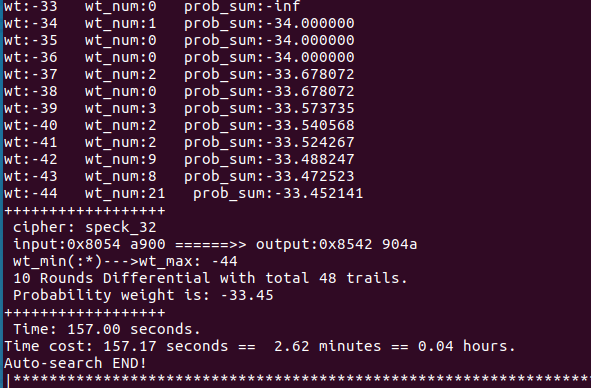 wt:-33 wt_num:0 prob_sum:-inf
wt:-34 wt_num:1 prob_sum:-34.000000
wt:-35 wt_num:0 prob_sum:-34.000000
wt:-36 wt_num:0 prob_sum:-34.000000
wt:-37 wt_num:2 prob_sum:-33.678072
wt:-38 wt_num:0 prob_sum:-33.678072
wt:-39 wt_num:3 prob_sum:-33.573735
wt:-40 wt_num:2 prob_sum:-33.540568
wt:-41 wt_num:2 prob_sum:-33.524267
wt:-42 wt_num:9 prob_sum:-33.488247
wt:-43 wt_num:8 prob_sum:-33.472523
wt:-44 wt_num:21 prob_sum:-33.452141
++++++++++++++++++
cipher: speck_32
input:0x8054 a900 ======>> output:0x8542 904a
wt_min(:*)--->wt_max: -44
10 Rounds Differential with total 48 trails.
Probability weight is: -33.45
++++++++++++++++++
Time: 157.00 seconds.
Time cost: 157.17 seconds == 2.62 minutes == 0.04 hours.
Auto-search END!
|*****************************************************************